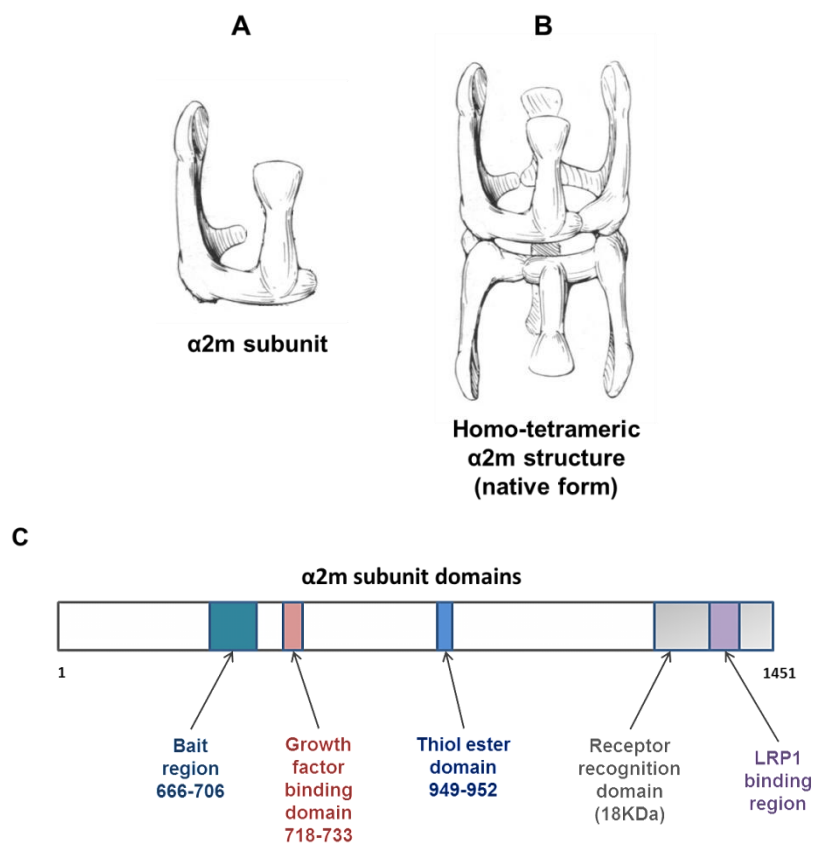 A
B
α2m subunit
Homo-tetrameric
α2m structure
(native form)
C
α2m subunit domains
1
1451
Bait
region
666-706
Growth
factor
binding
domain
718-733
Thiol ester
domain
949-952
Receptor
recognition
domain
(18KDa)
LRP1
binding
region